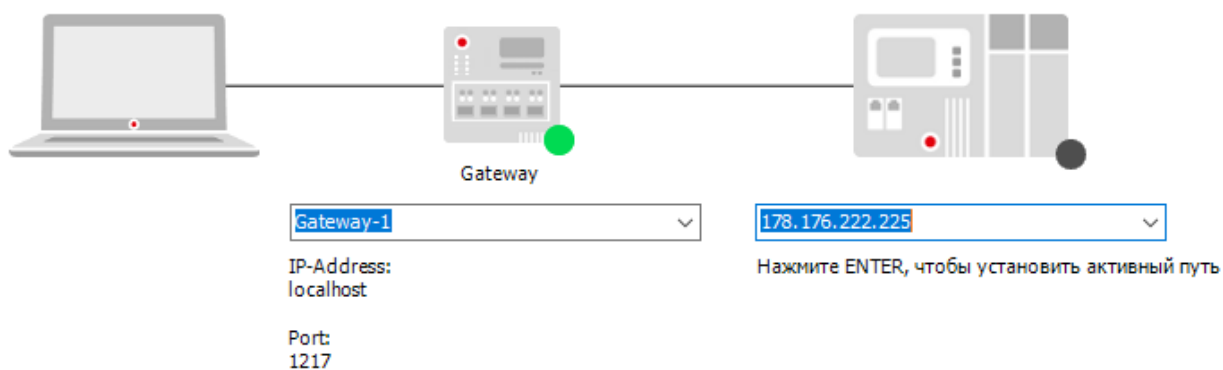 Gateway
Gateway-1
178.176.222.225
IP-Address:
localhost
Нажмите ENTER, чтобы установить активный путь
Port:
1217